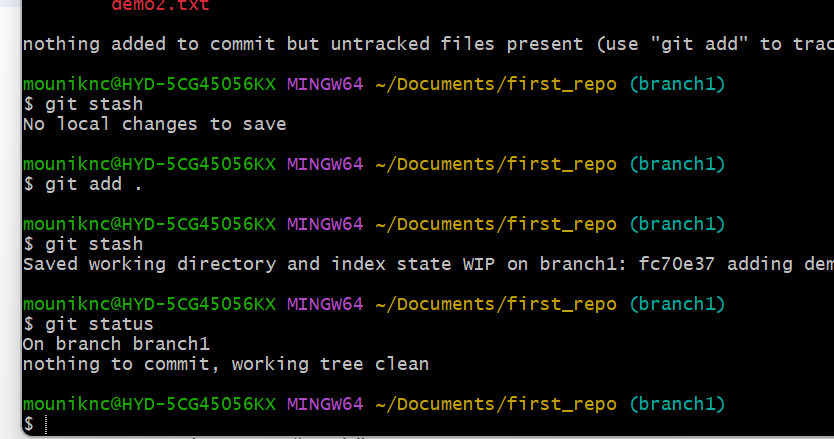 demo2.txt
nothing added to commit but untracked files present (use "git add" to trac
mouniknc@HYD-5CG45056KX MINGW64 ~/Documents/first_repo (branch1)
$ git stash
No local changes to save
mouniknc@HYD-5CG45056KX MINGW64 ~/Documents/first_repo (branch1)
$ git add .
mouniknc@HYD-5CG45056KX MINGW64 ~/Documents/first_repo (branch1)
$ git stash
Saved working directory and index state WIP on branch1: fc70e37 adding dem
mouniknc@HYD-5CG45056KX MINGW64 ~/Documents/first_repo (branch1)
$ git status
On branch branch1
nothing to commit, working tree clean
mouniknc@HYD-5CG45056KX MINGW64 ~/Documents/first_repo (branch1)
$